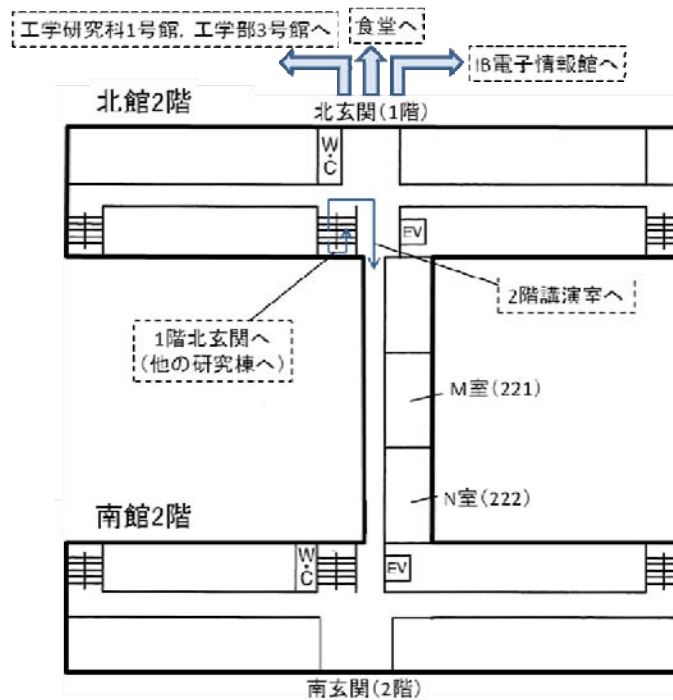 工学研究科1号館, 工学部3号館へ
食堂へ
IB電子情報館へ
北館2階
北玄関(1階)
W・C
EV
2階講演室へ
1階北玄関へ
(他の研究棟へ)
M室(221)
N室(222)
南館2階
W・C
EV
南玄関(2階)